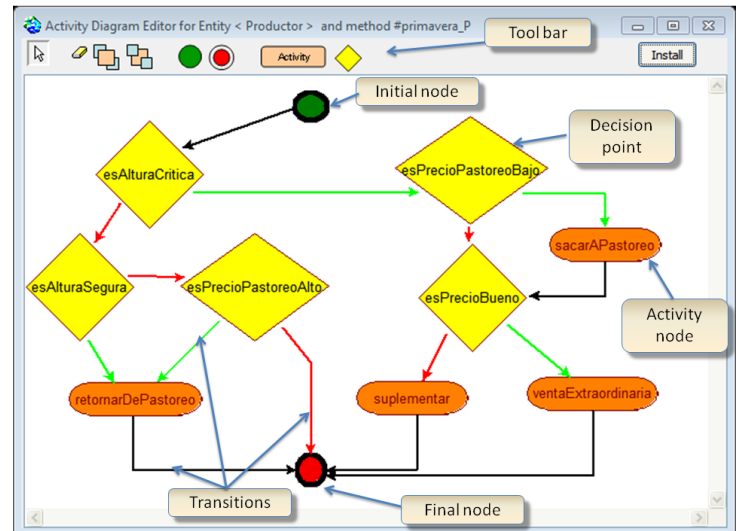 Activity Diagram Editor for Entity < Productor > and method #primavera_P
Tool bar
Activity
Install
Initial node
Decision
point
esAlturaCritica
esPrecioPastoreoBajo
sacarAPastoreo
esAlturaSegura
esPrecioPastoreoAlto
esPrecioBueno
Activity
node
retornarDePastoreo
suplementar
ventaExtraordinaria
Transitions
Final node